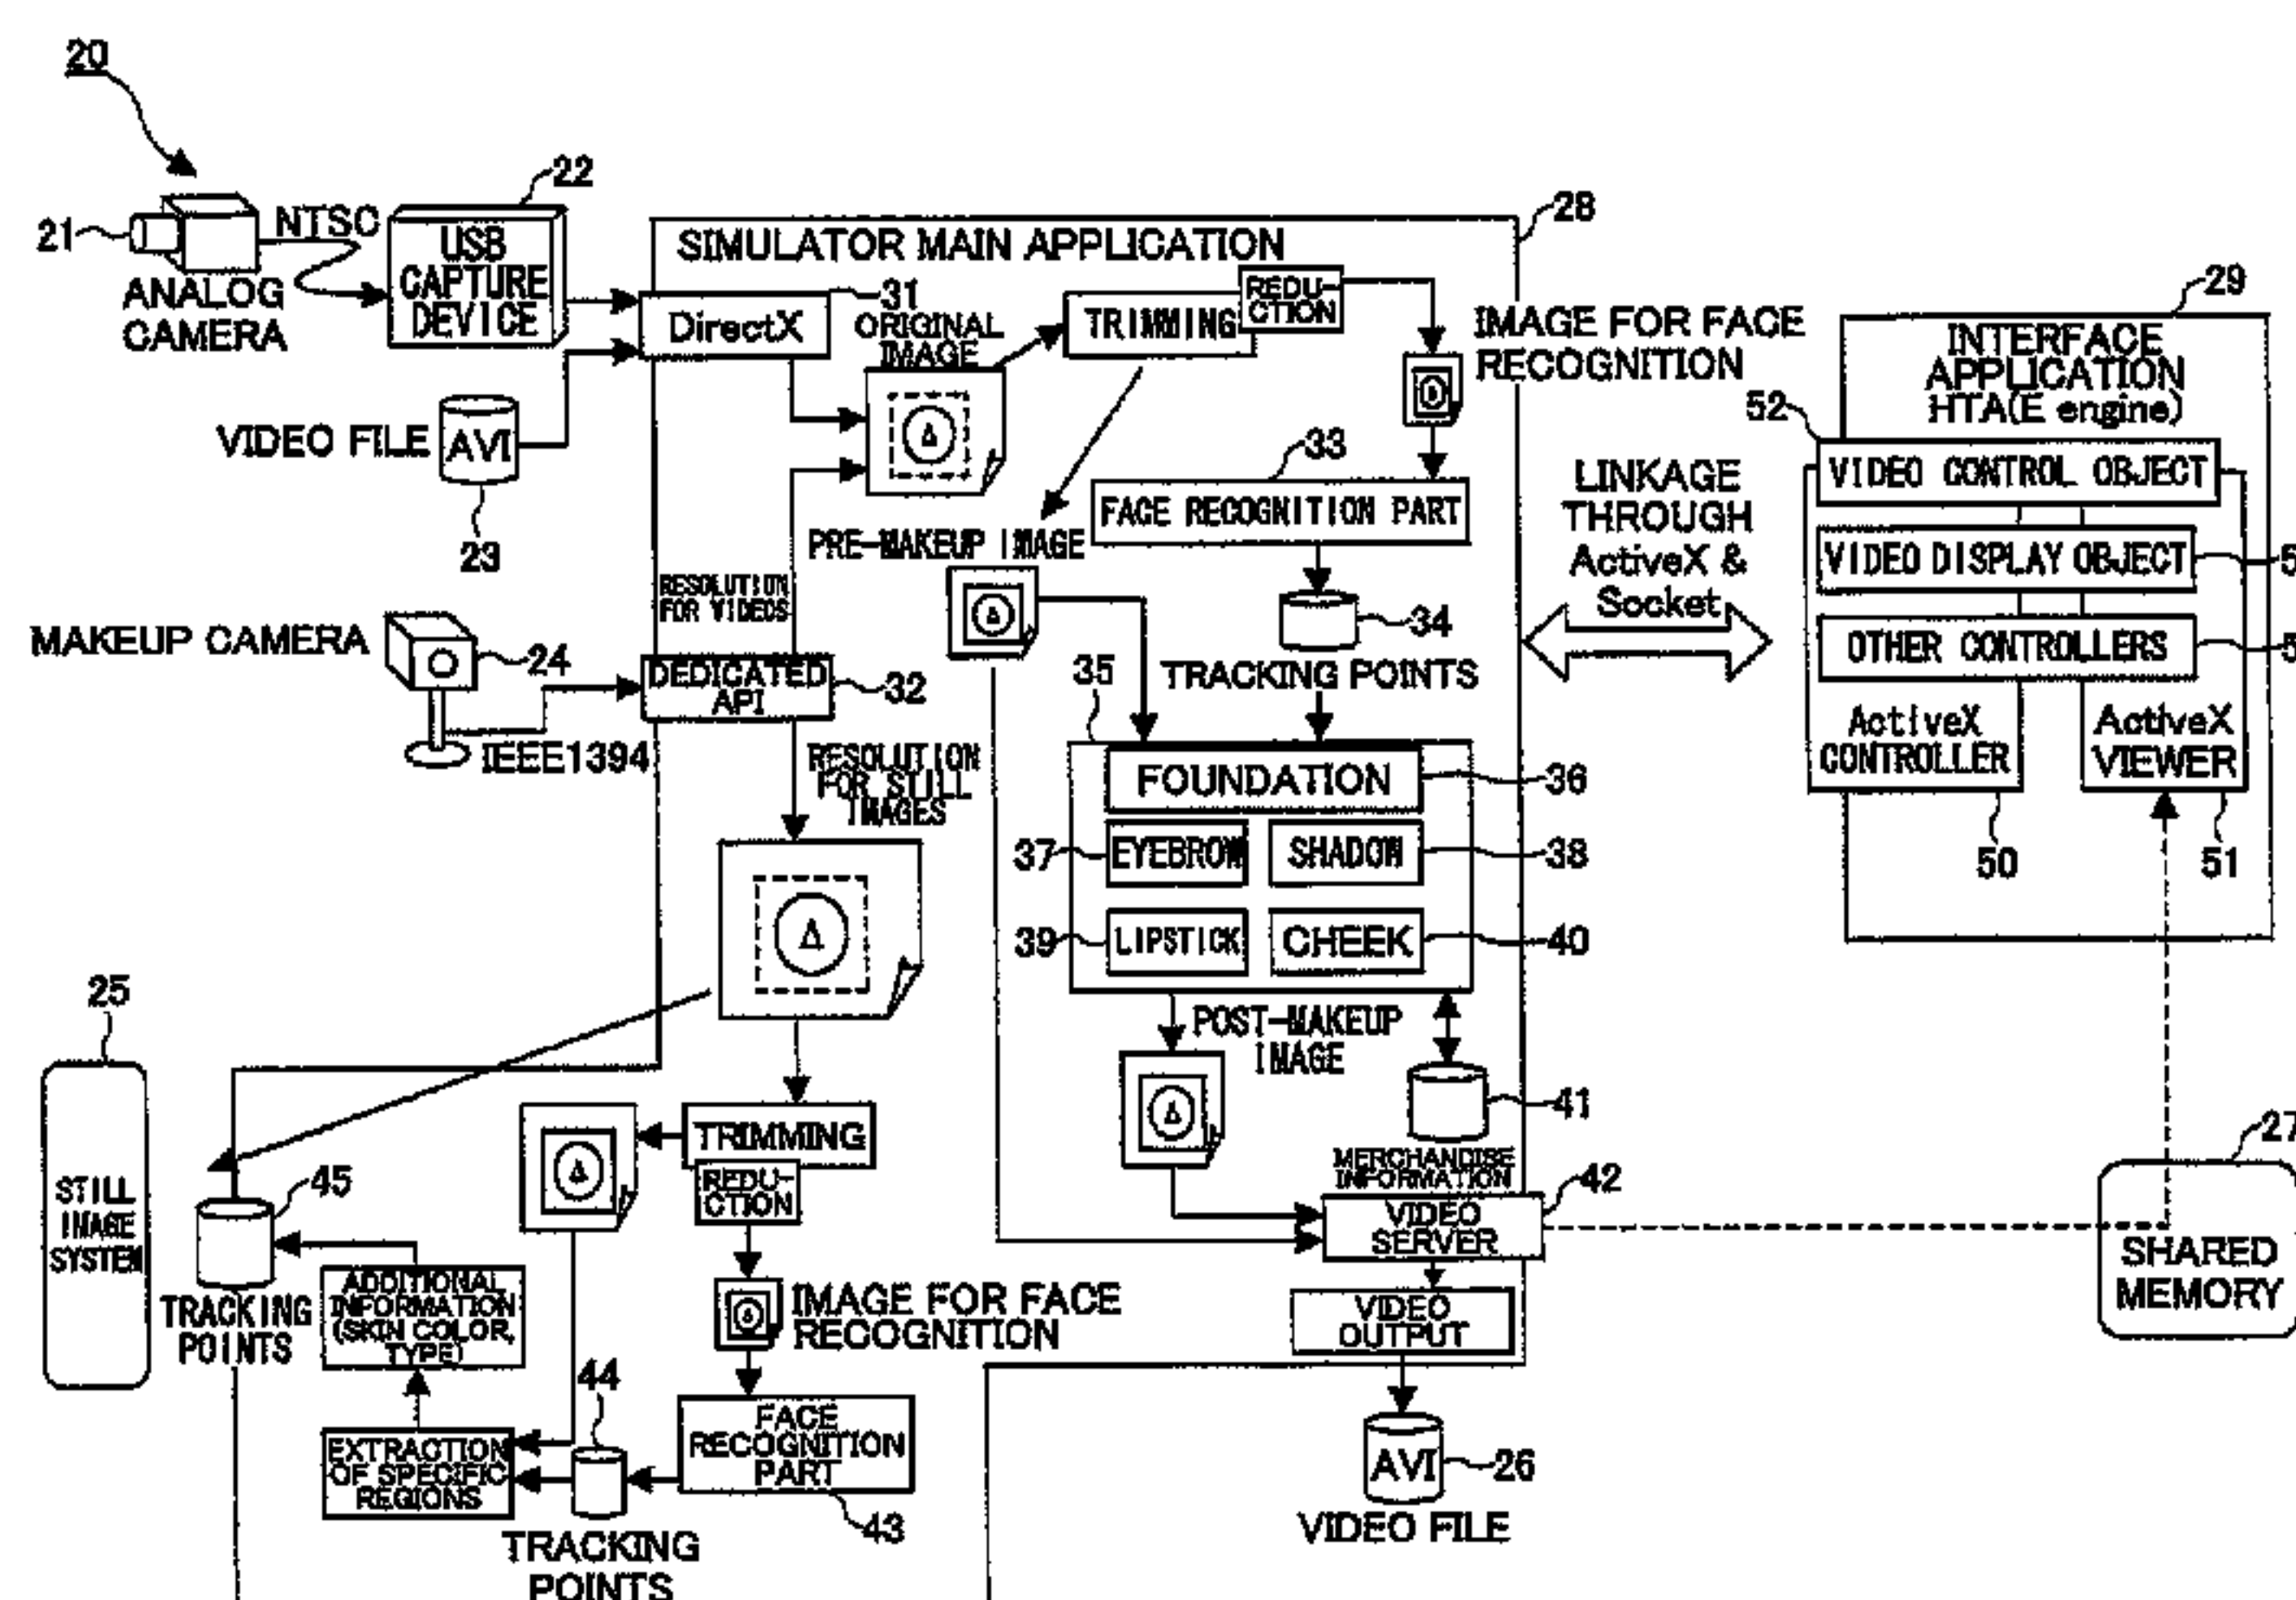 20
22
21
NTSC
ANALOG
CAMERA
USB
CAPTURE
DEVICE
28
SIMULATOR MAIN APPLICATION
31
DirectX
ORIGINAL
IMAGE
TRIMMING
REDU-
CTION
IMAGE FOR FACE
RECOGNITION
29
INTERFACE
APPLICATION
HTA(E engine)
VIDEO FILE
AVI
23
33
FACE RECOGNITION PART
52
VIDEO CONTROL OBJECT
VIDEO DISPLAY OBJECT
OTHER CONTROLLERS
ActiveX
CONTROLLER
ActiveX
VIEWER
50
51
LINKAGE
THROUGH
ActiveX &
Socket
PRE-MAKEUP IMAGE
RESOLUTION
FOR VIDEOS
34
TRACKING POINTS
MAKEUP CAMERA
24
IEEE1394
DEDICATED
API
32
RESOLUTION
FOR STILL
IMAGES
35
FOUNDATION
36
37
EYEBROW
SHADOW
38
39
LIPSTICK
CHEEK
40
POST-MAKEUP
IMAGE
41
MERCHANDISE
INFORMATION
42
VIDEO
SERVER
VIDEO
OUTPUT
AVI
26
VIDEO FILE
27
SHARED
MEMORY
25
STILL
IMAGE
SYSTEM
45
TRACKING
POINTS
TRIMMING
REDU-
CTION
IMAGE FOR FACE
RECOGNITION
ADDITIONAL
INFORMATION
(SKIN COLOR,
TYPE)
EXTRACTION
OF SPECIFIC
REGIONS
44
FACE
RECOGNITION
PART
43
TRACKING
POINTS